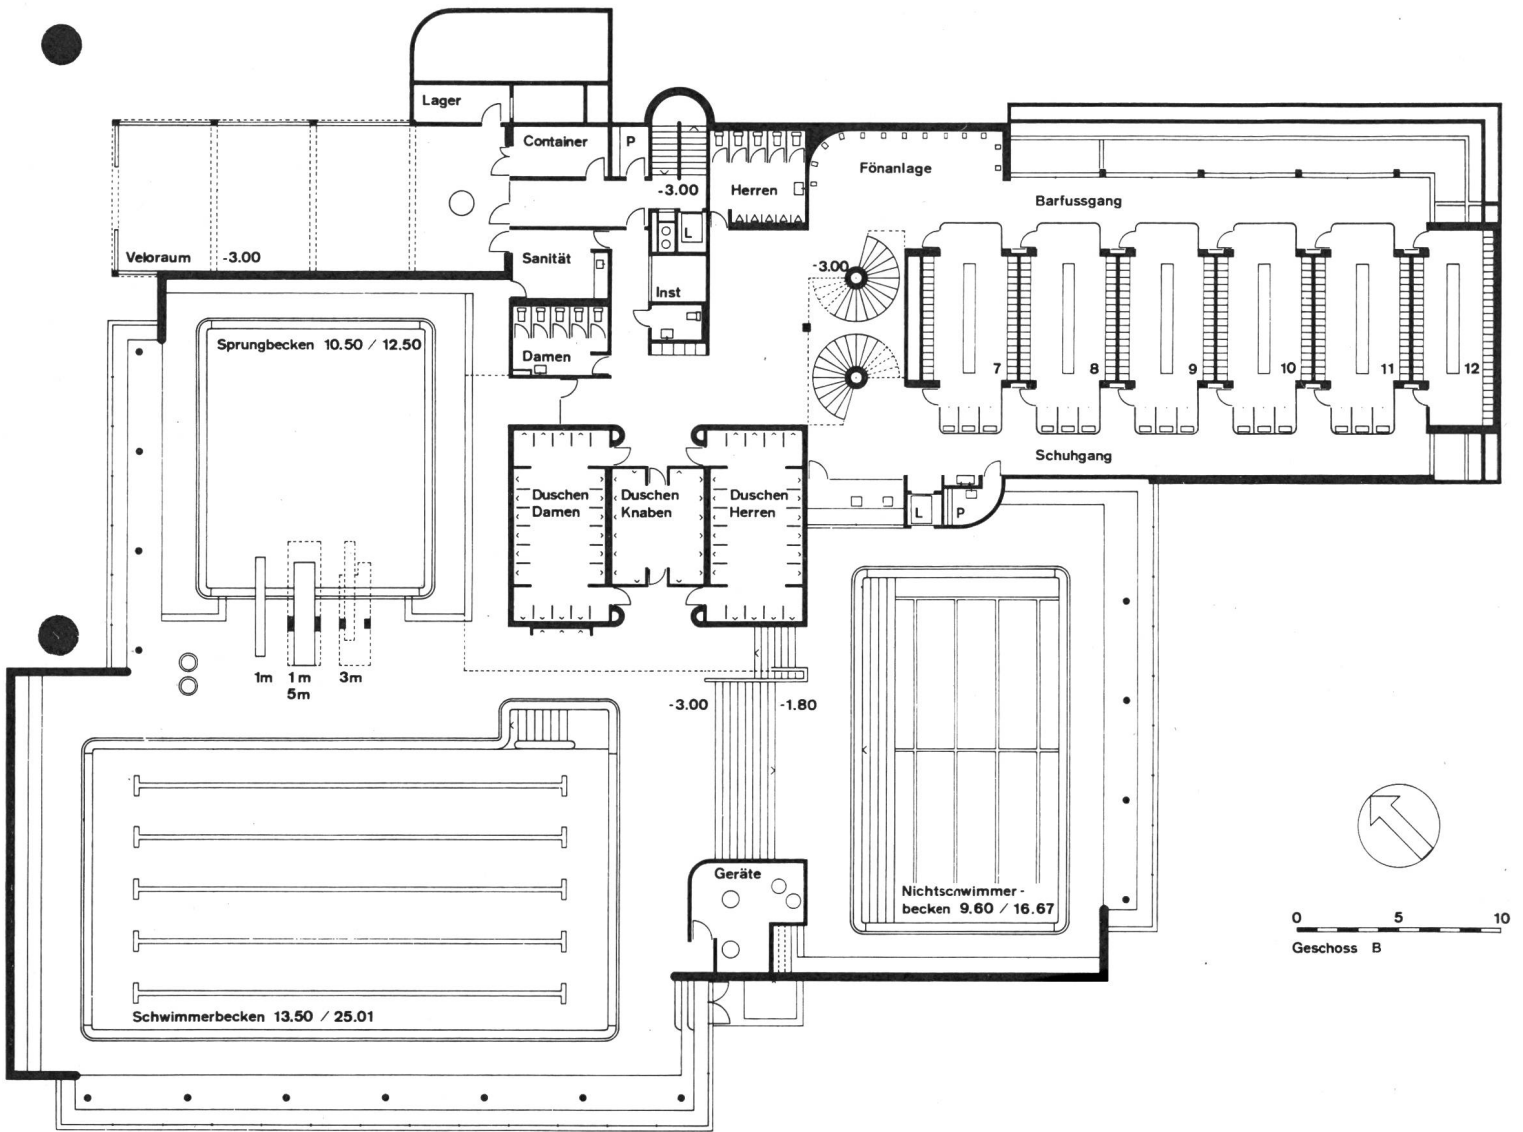 Lager
Container
P
-3.00
Herren
Fönanlage
Barfussgang
Veloraum
-3.00
Sanität
L
Inst
-3.00
Damen
Sprungbecken 10.50 / 12.50
7
8
9
10
11
12
Schuhgang
Duschen
Damen
Duschen
Knaben
Duschen
Herren
L
P
1m
1m
5m
3m
-3.00
-1.80
Geräte
Nichtschwimmer-
becken 9.60 / 16.67
Schwimmerbecken 13.50 / 25.01
0
5
10
Geschoss B